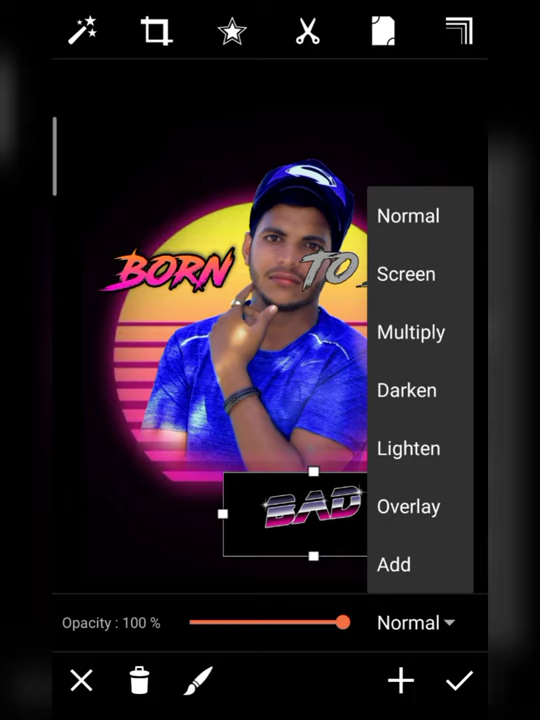 Normal
BORN TO
Screen
Multiply
Darken
Lighten
BAD
Overlay
Add
Opacity : 100 %
Normal